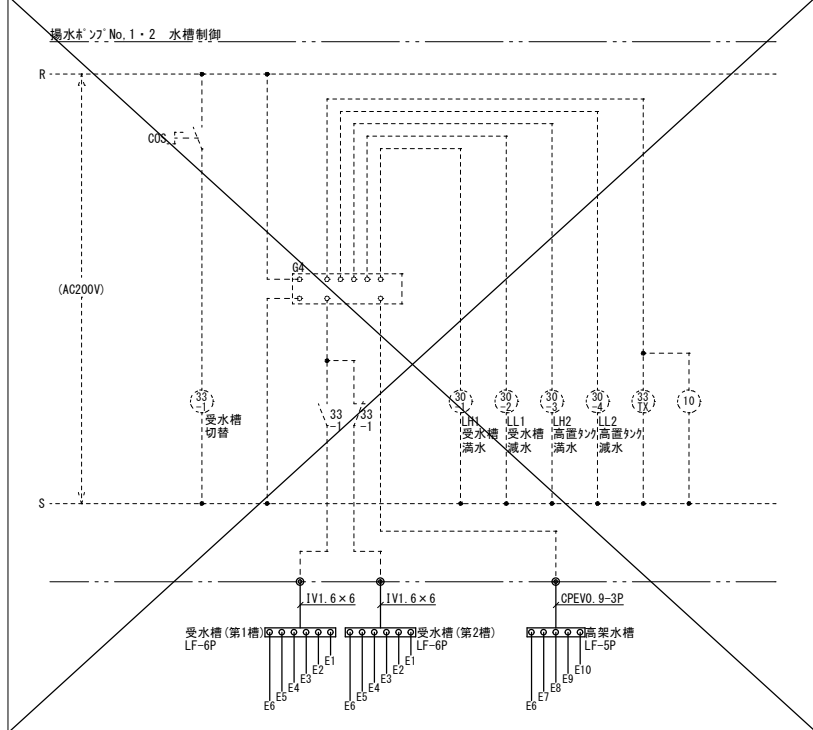 揚水ﾎﾟﾝﾌﾟNo.1・2 水槽制御
R
COS
G4
(AC200V)
33
-1
受水槽
切替
33
-1
33
-1
30
-1
LH1
受水槽
満水
30
-2
LL1
受水槽
減水
30
-3
LH2
高置ﾀﾝｸ
満水
30
-4
LL2
高置ﾀﾝｸ
減水
33
1X
10
S
IV1.6×6
IV1.6×6
CPEV0.9-3P
受水槽(第1槽)
LF-6P
E1
E2
E3
E4
E5
E6
受水槽(第2槽)
LF-6P
E1
E2
E3
E4
E5
E6
高架水槽
LF-5P
E10
E9
E8
E7
E6